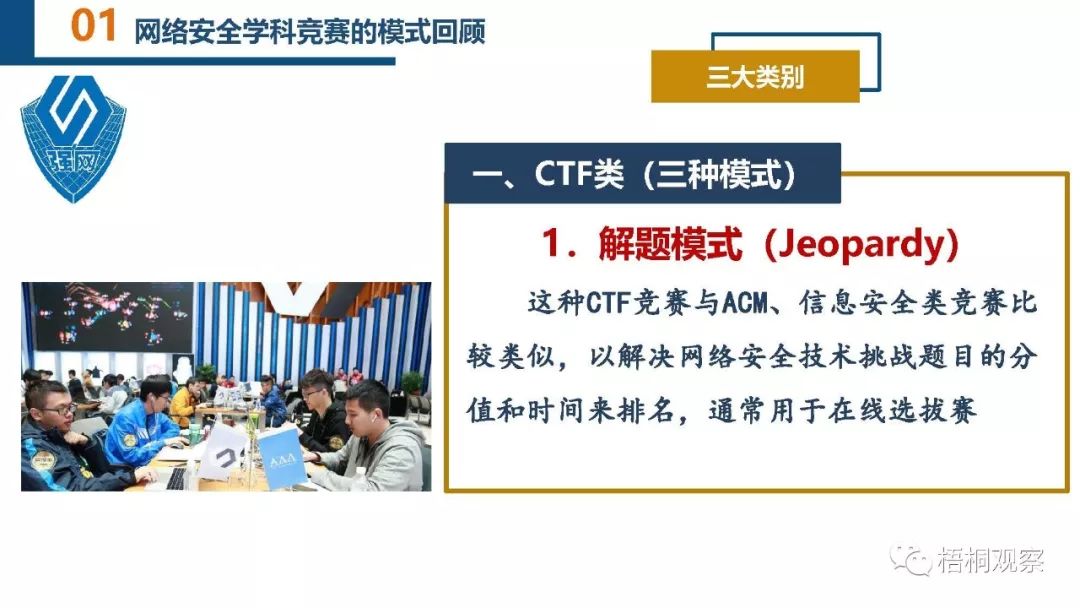 01 网络安全学科竞赛的模式回顾
三大类别
强网
一、CTF类（三种模式）
1．解题模式（Jeopardy）
这种CTF竞赛与ACM、信息安全类竞赛比
较类似，以解决网络安全技术挑战题目的分
值和时间来排名，通常用于在线选拔赛
AAA
梧桐观察